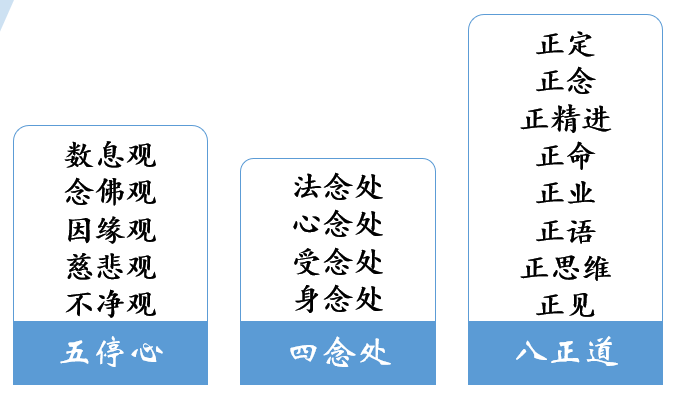 数息观
念佛观
因缘观
慈悲观
不净观
五停心
法念处
心念处
受念处
身念处
四念处
正定
正念
正精进
正命
正业
正语
正思维
正见
八正道